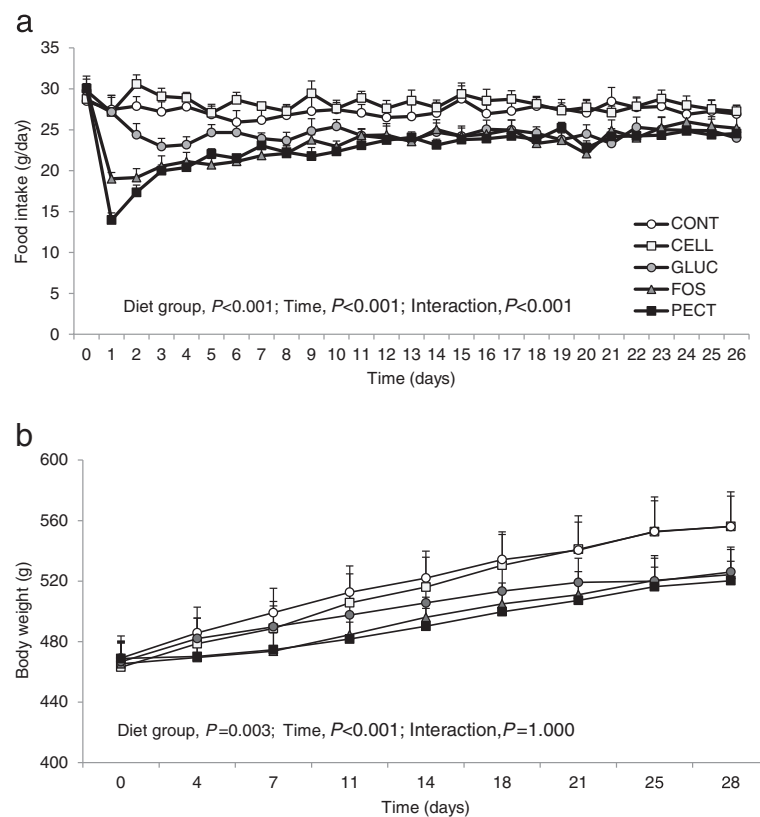 a
35
30
25
20
15
10
5
0
Food intake (g/day)
CONT
CELL
GLUC
FOS
PECT
Diet group, P<0.001; Time, P<0.001; Interaction, P<0.001
0 1 2 3 4 5 6 7 8 9 10 11 12 13 14 15 16 17 18 19 20 21 22 23 24 25 26
Time (days)
b
600
560
520
480
440
400
Body weight (g)
Diet group, P=0.003; Time, P<0.001; Interaction, P=1.000
0 4 7 11 14 18 21 25 28
Time (days)